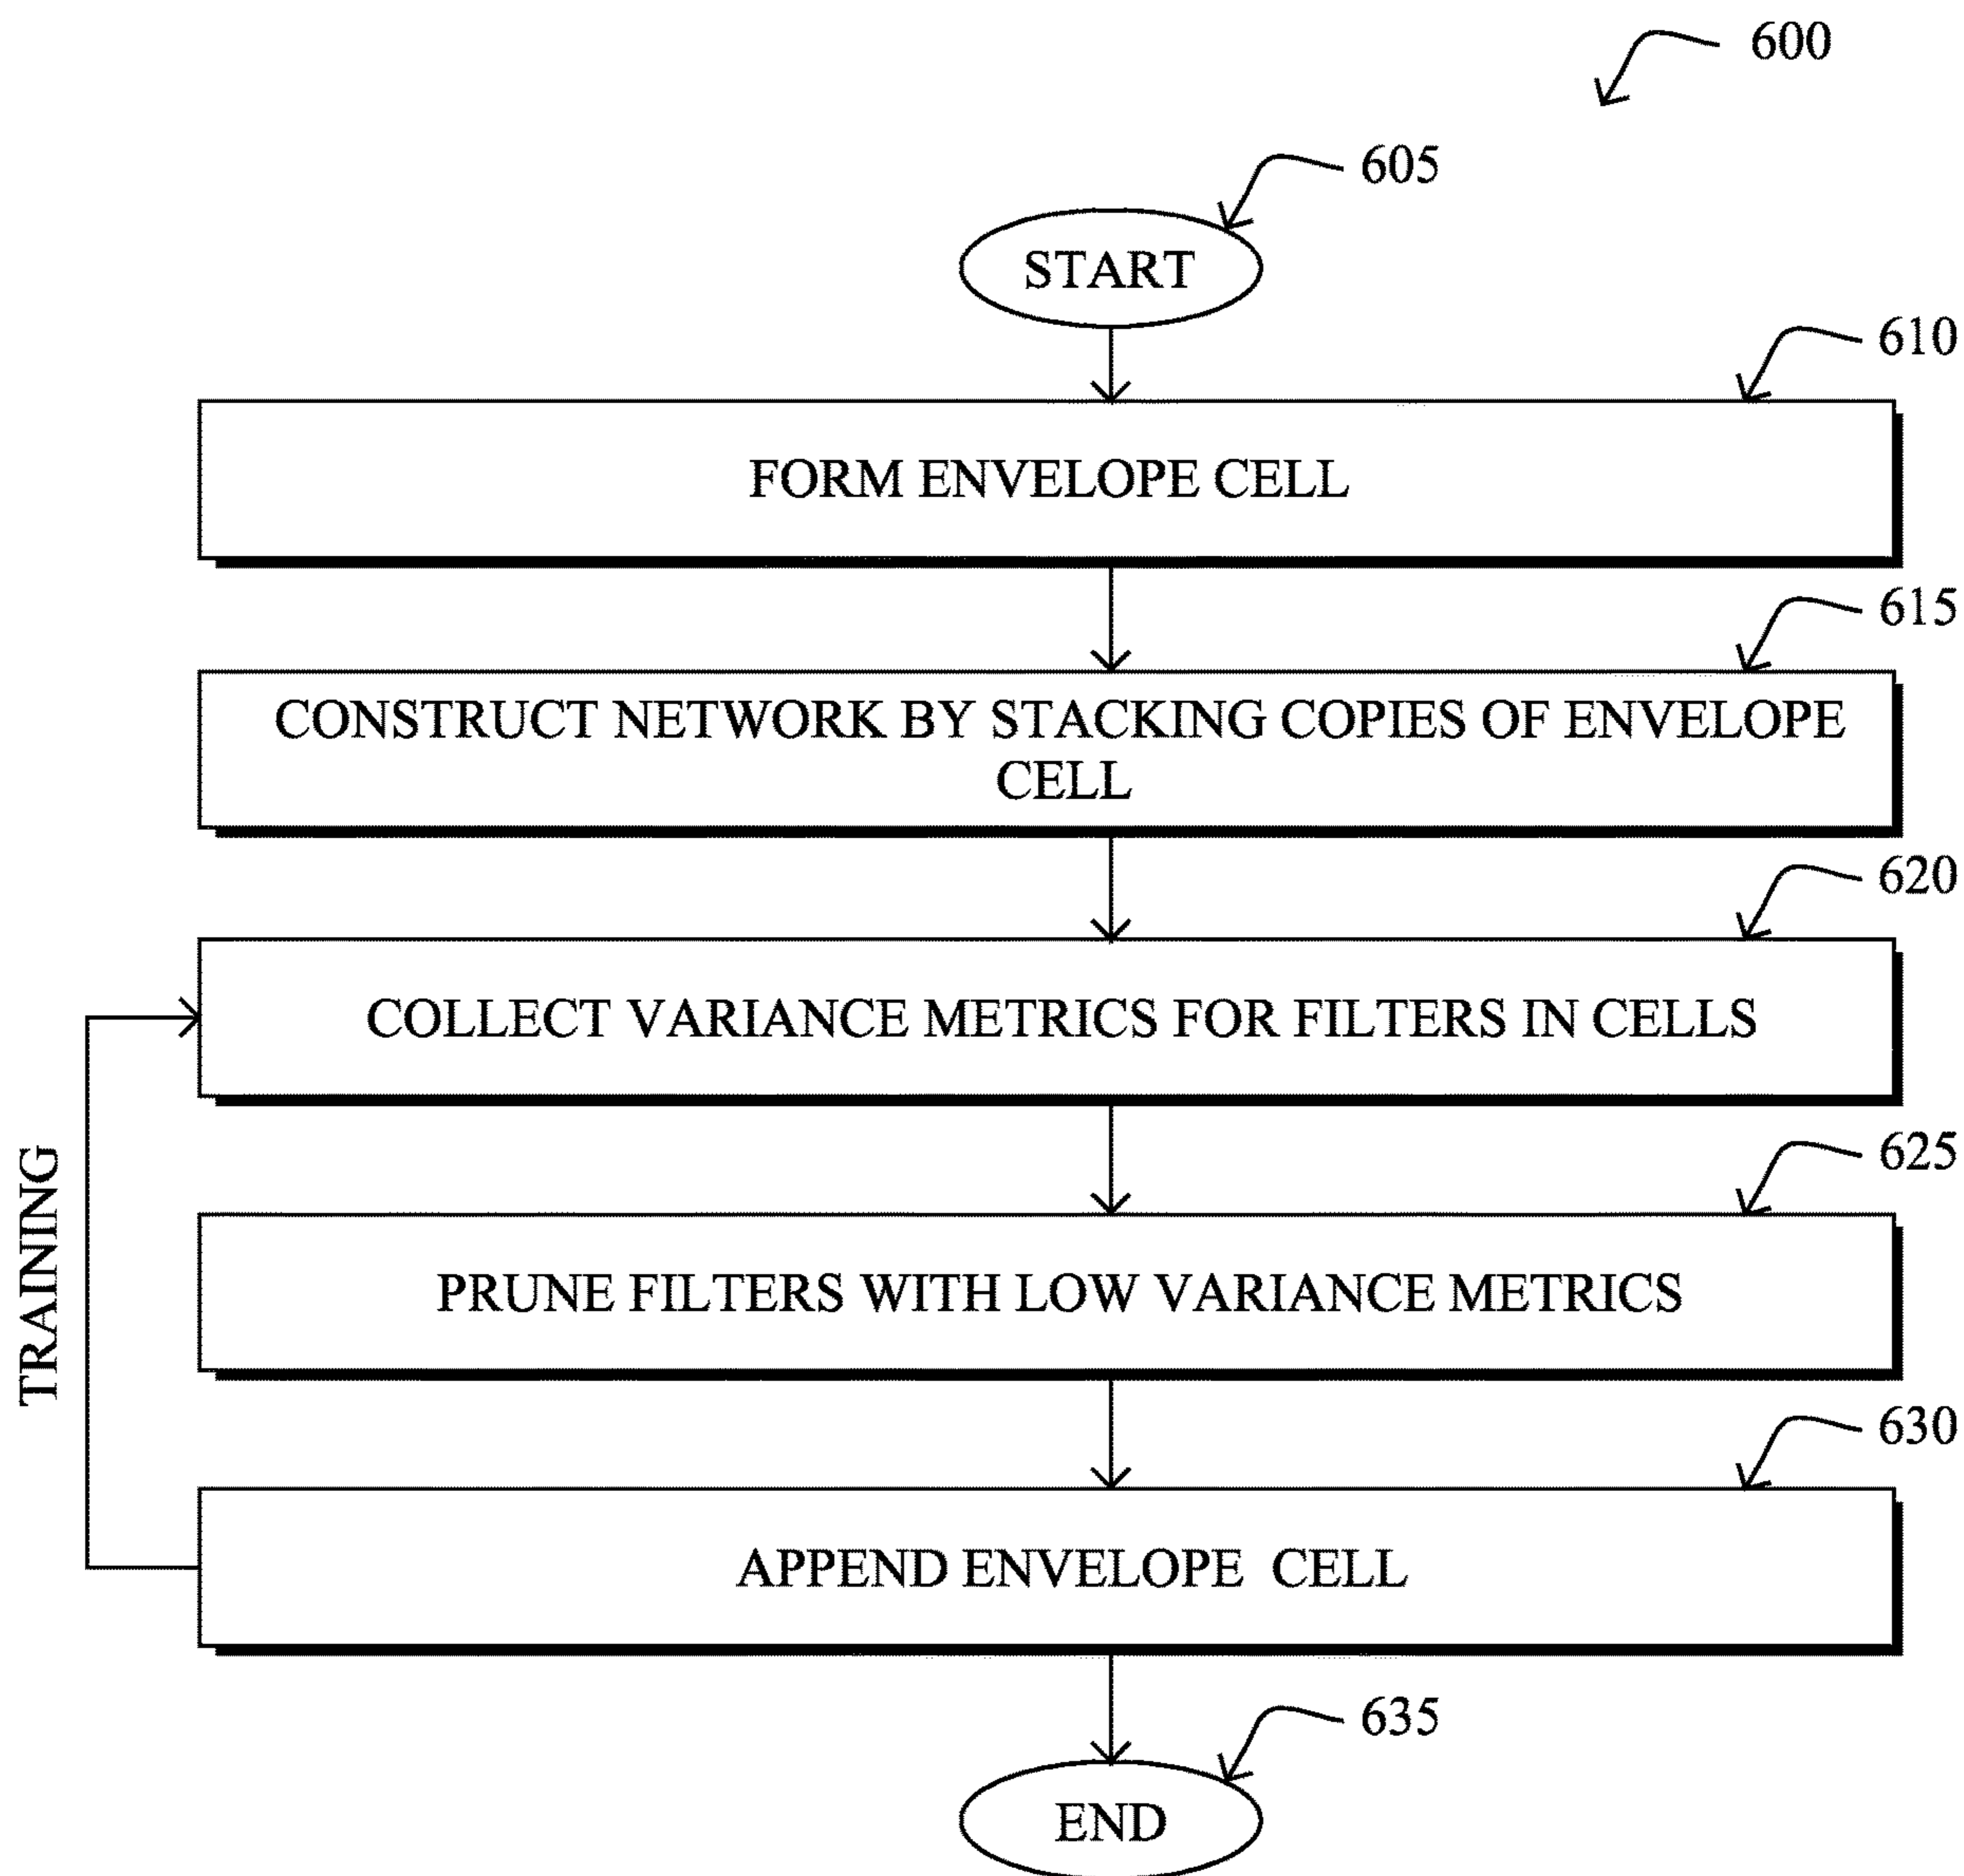 600
605
START
610
FORM ENVELOPE CELL
615
CONSTRUCT NETWORK BY STACKING COPIES OF ENVELOPE
CELL
620
COLLECT VARIANCE METRICS FOR FILTERS IN CELLS
625
PRUNE FILTERS WITH LOW VARIANCE METRICS
TRAINING
630
APPEND ENVELOPE CELL
635
END